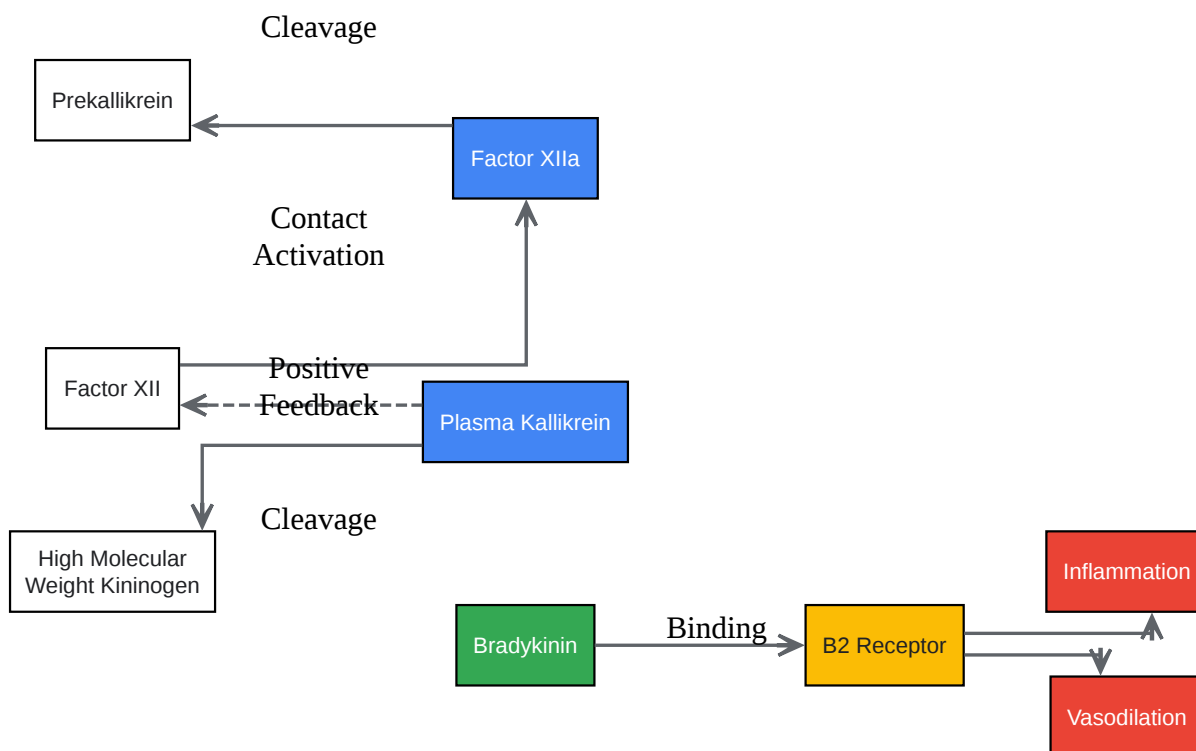 Cleavage
Prekallikrein
Factor XIIa
Contact
Activation
Factor XII
Positive
Feedback
Plasma Kallikrein
Cleavage
High Molecular
Weight Kininogen
Inflammation
Bradykinin
Binding
B2 Receptor
Vasodilation